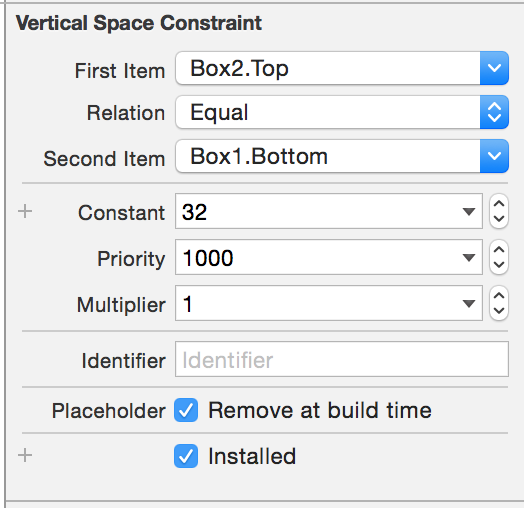 Vertical Space Constraint
First Item Box2.Top
Relation Equal
Second Item Box1.Bottom
Constant 32
Priority 1000
Multiplier 1
Identifier Identifier
Placeholder Remove at build time
Installed